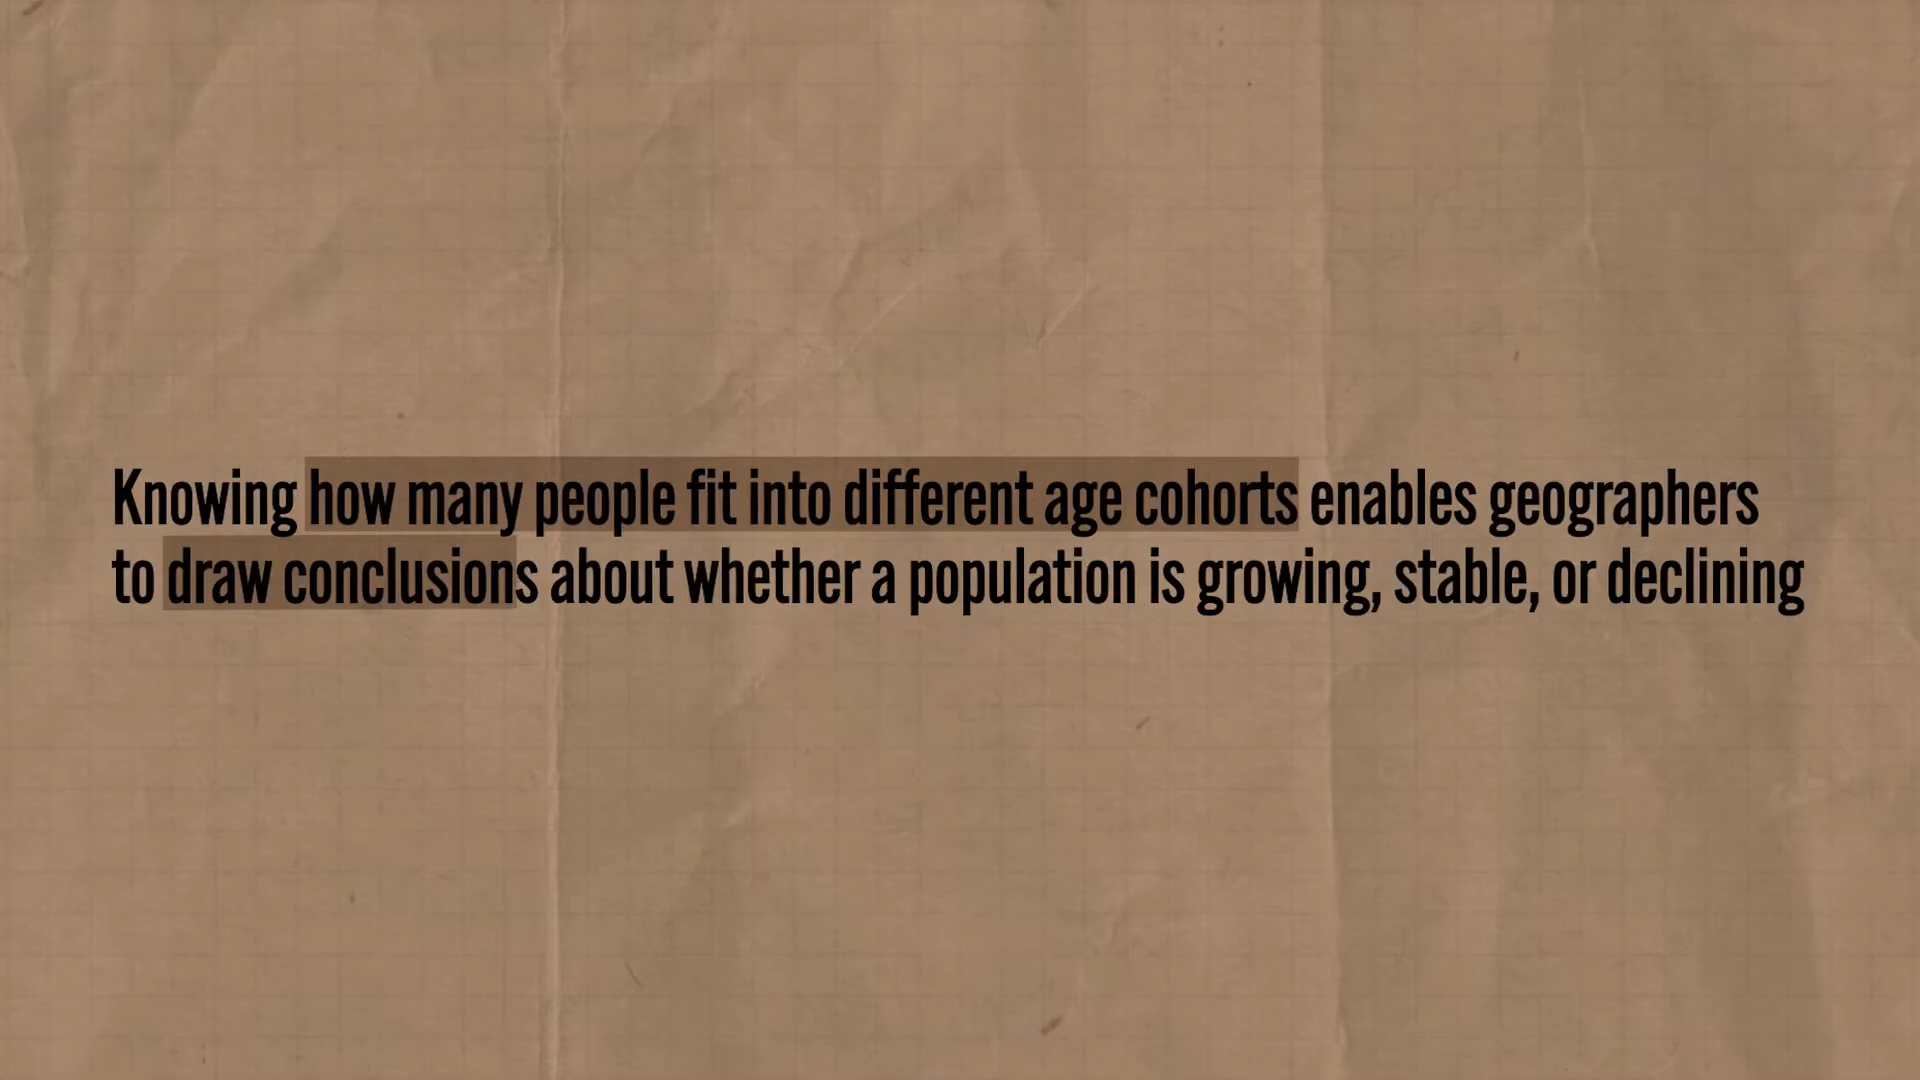 Knowing how many people fit into different age cohorts enables geographers
to draw conclusions about whether a population is growing, stable, or declining